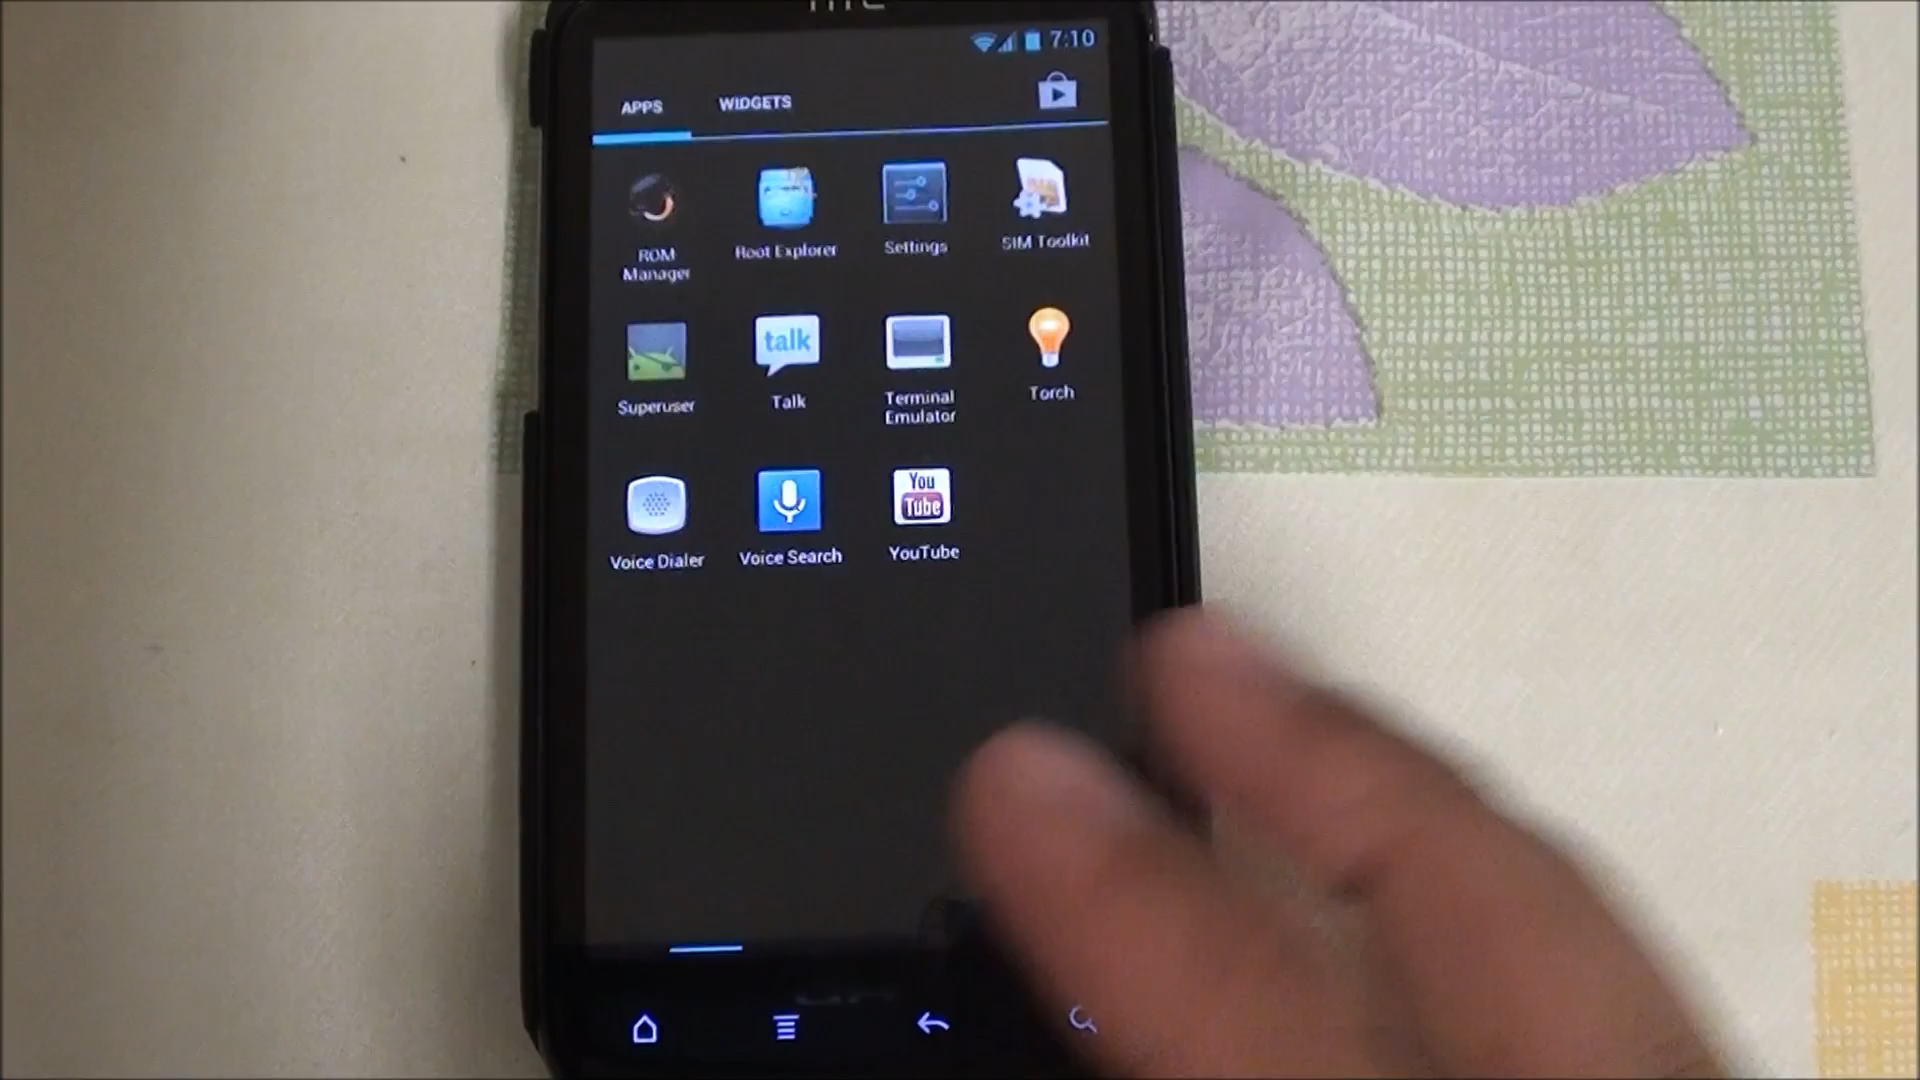 hTC
7:10
APPS WIDGETS
ROM
Manager
Root Explorer
Settings
SIM Toolkit
Superuser
talk
Talk
Terminal
Emulator
Torch
Voice Dialer
Voice Search
You
Tube
YouTube